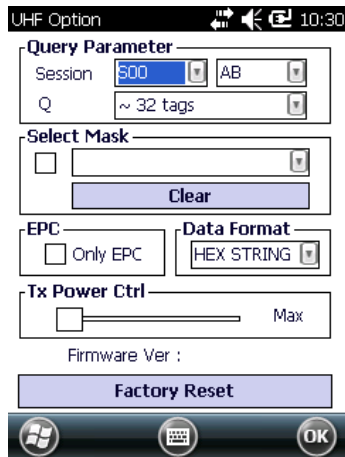 UHF Option 10:30
Query Parameter
Session S00 AB
Q ~ 32 tags
Select Mask
Clear
EPC Data Format
Only EPC HEX STRING
Tx Power Ctrl
Max
Firmware Ver :
Factory Reset
OK